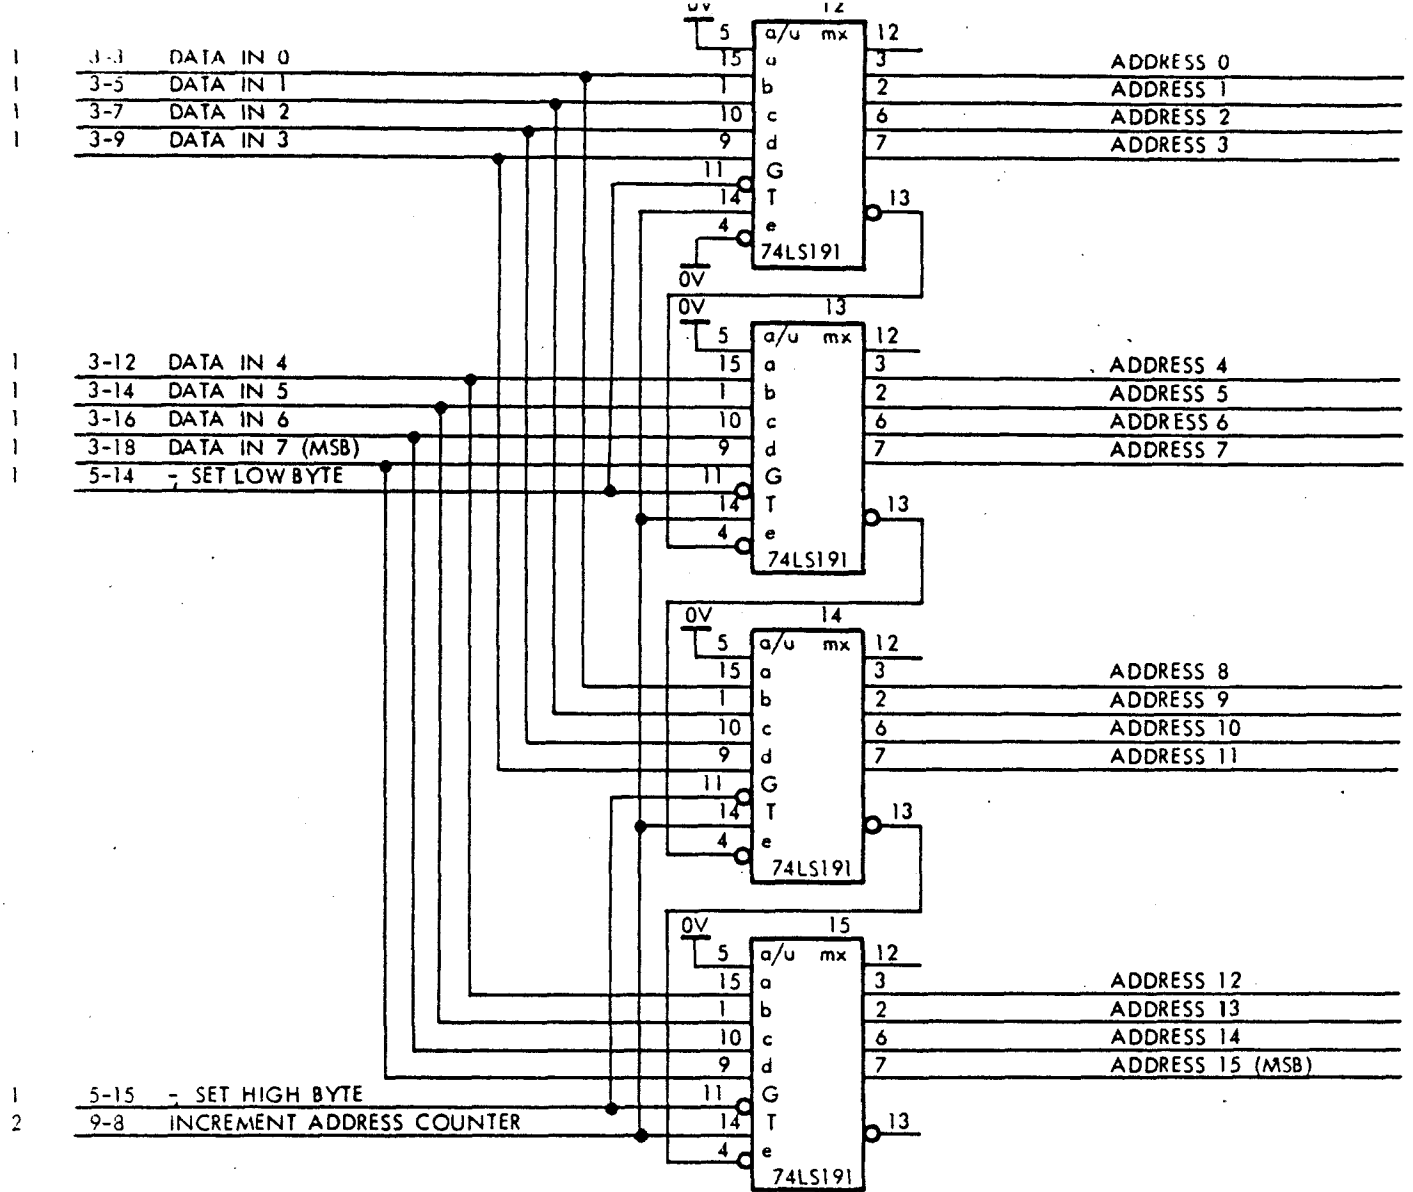 0V 12
5 d/u mx 12
1 3-3 DATA IN 0 15 a 3 ADDRESS 0
1 3-5 DATA IN 1 1 b 2 ADDRESS 1
1 3-7 DATA IN 2 10 c 6 ADDRESS 2
1 3-9 DATA IN 3 9 d 7 ADDRESS 3
11 G
14 T 13
4 e
74LS191
0V
0V 13
5 d/u mx 12
1 3-12 DATA IN 4 15 a 3 ADDRESS 4
1 3-14 DATA IN 5 1 b 2 ADDRESS 5
1 3-16 DATA IN 6 10 c 6 ADDRESS 6
1 3-18 DATA IN 7 (MSB) 9 d 7 ADDRESS 7
1 5-14 - SET LOW BYTE 11 G
14 T 13
4 e
74LS191
0V 14
5 d/u mx 12
15 a 3 ADDRESS 8
1 b 2 ADDRESS 9
10 c 6 ADDRESS 10
9 d 7 ADDRESS 11
11 G
14 T 13
4 e
74LS191
0V 15
5 d/u mx 12
15 a 3 ADDRESS 12
1 b 2 ADDRESS 13
10 c 6 ADDRESS 14
9 d 7 ADDRESS 15 (MSB)
1 5-15 - SET HIGH BYTE 11 G
2 9-8 INCREMENT ADDRESS COUNTER 14 T 13
4 e
74LS191